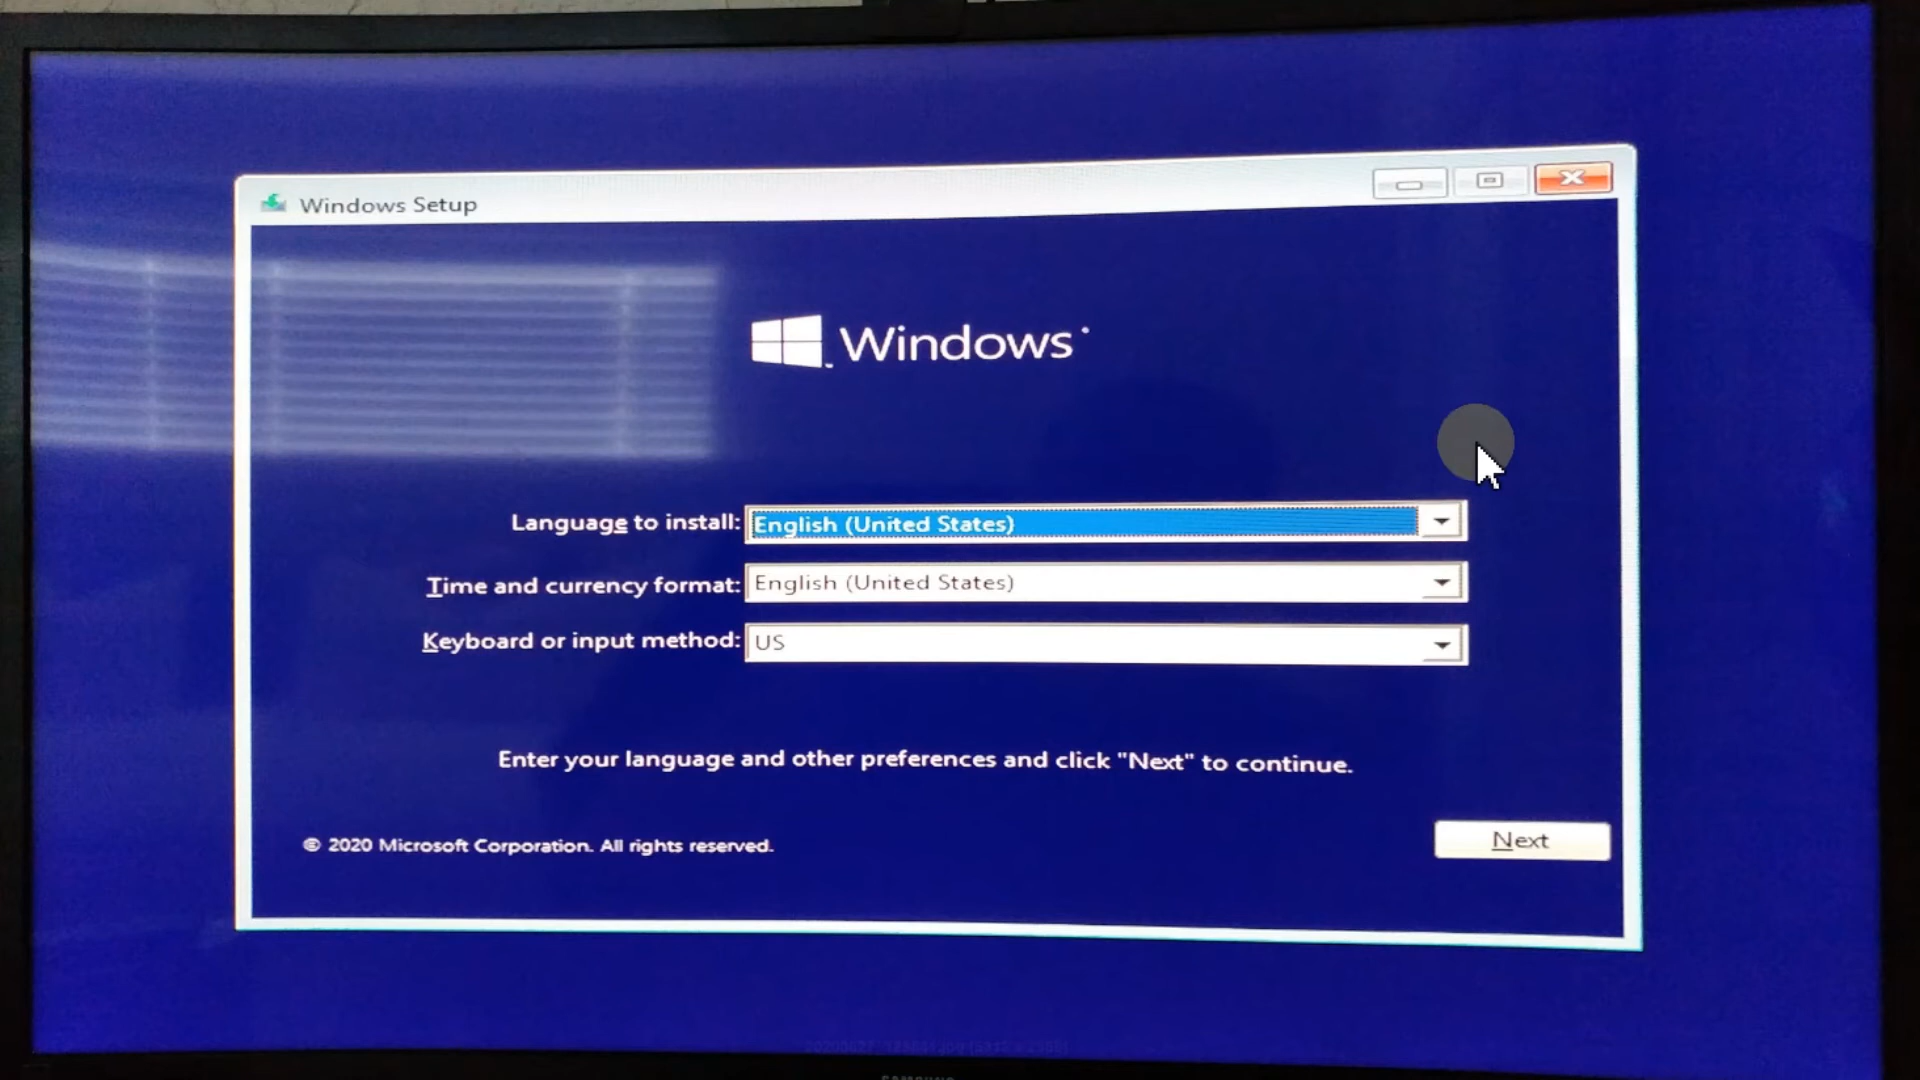 Windows Setup
Windows
Language to install: English (United States)
Time and currency format: English (United States)
Keyboard or input method: US
Enter your language and other preferences and click "Next" to continue.
© 2020 Microsoft Corporation. All rights reserved.
Next